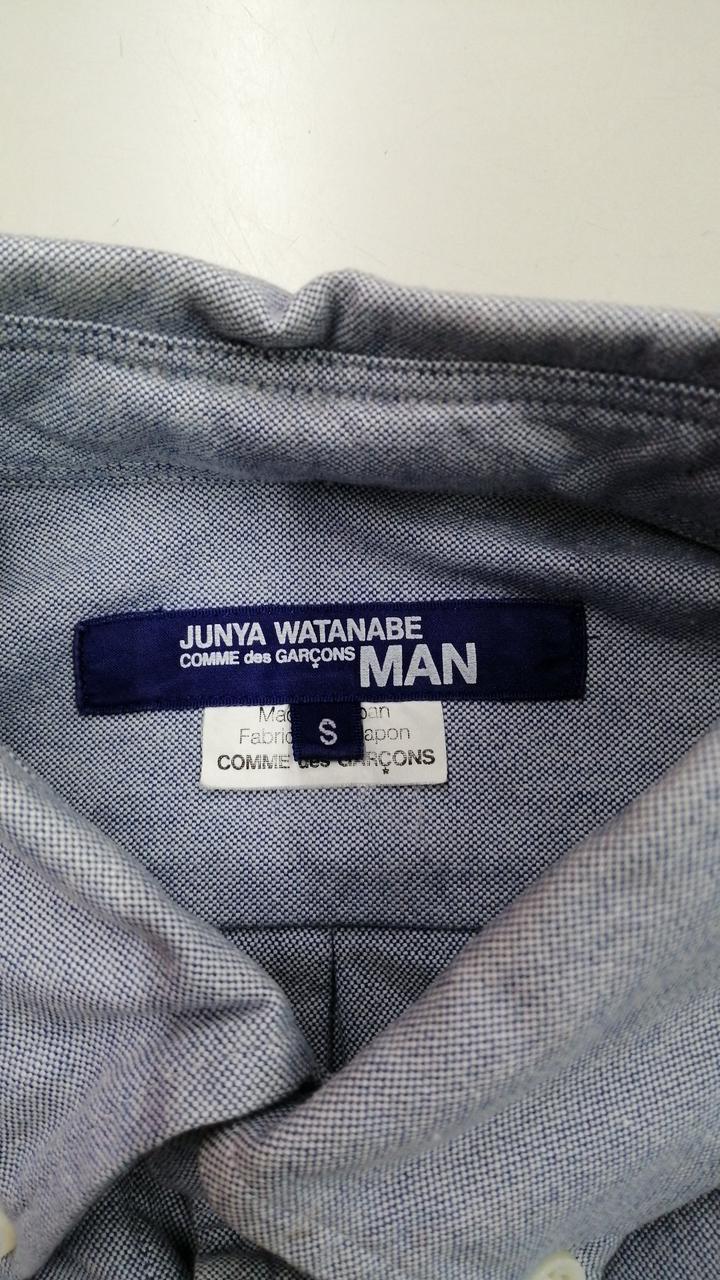 JUNYA WATANABE
COMME des GARÇONS MAN
S
COMME des GARÇONS